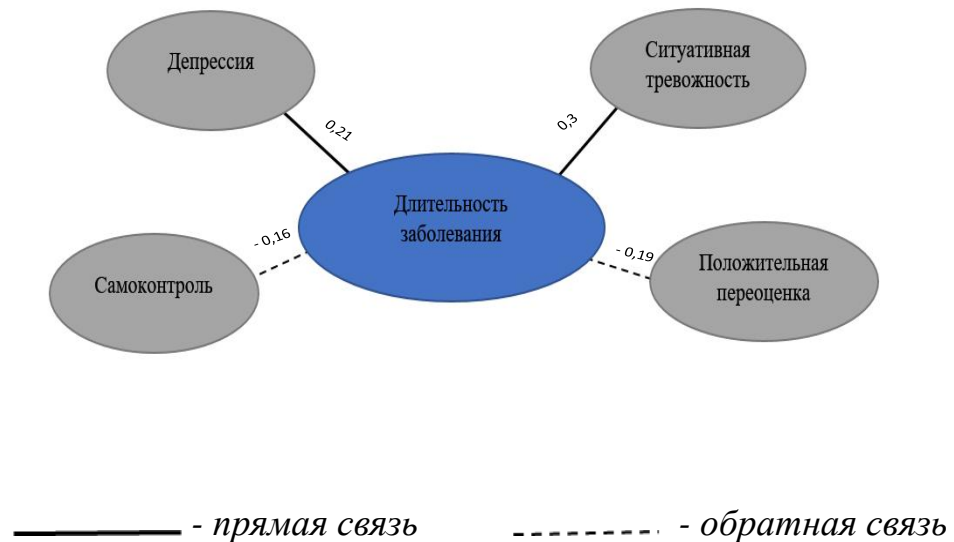 Депрессия
Ситуативная
тревожность
0,21
0,3
Длительность
заболевания
- 0,16
- 0,19
Самоконтроль
Положительная
переоценка
- прямая связь
- обратная связь